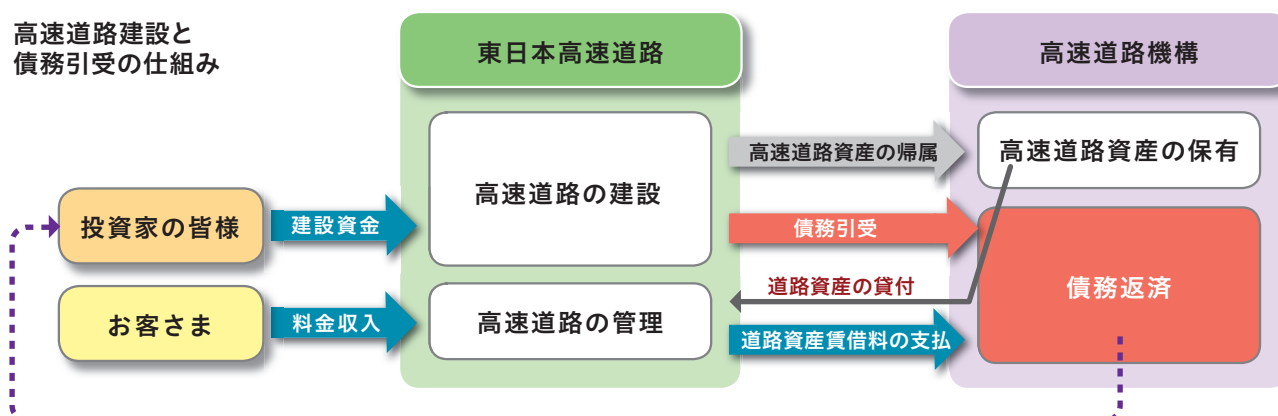 高速道路建設と
債務引受の仕組み
東日本高速道路
高速道路機構
高速道路の建設
高速道路資産の帰属
高速道路資産の保有
投資家の皆様
建設資金
債務引受
道路資産の貸付
債務返済
お客さま
料金収入
高速道路の管理
道路資産賃借料の支払